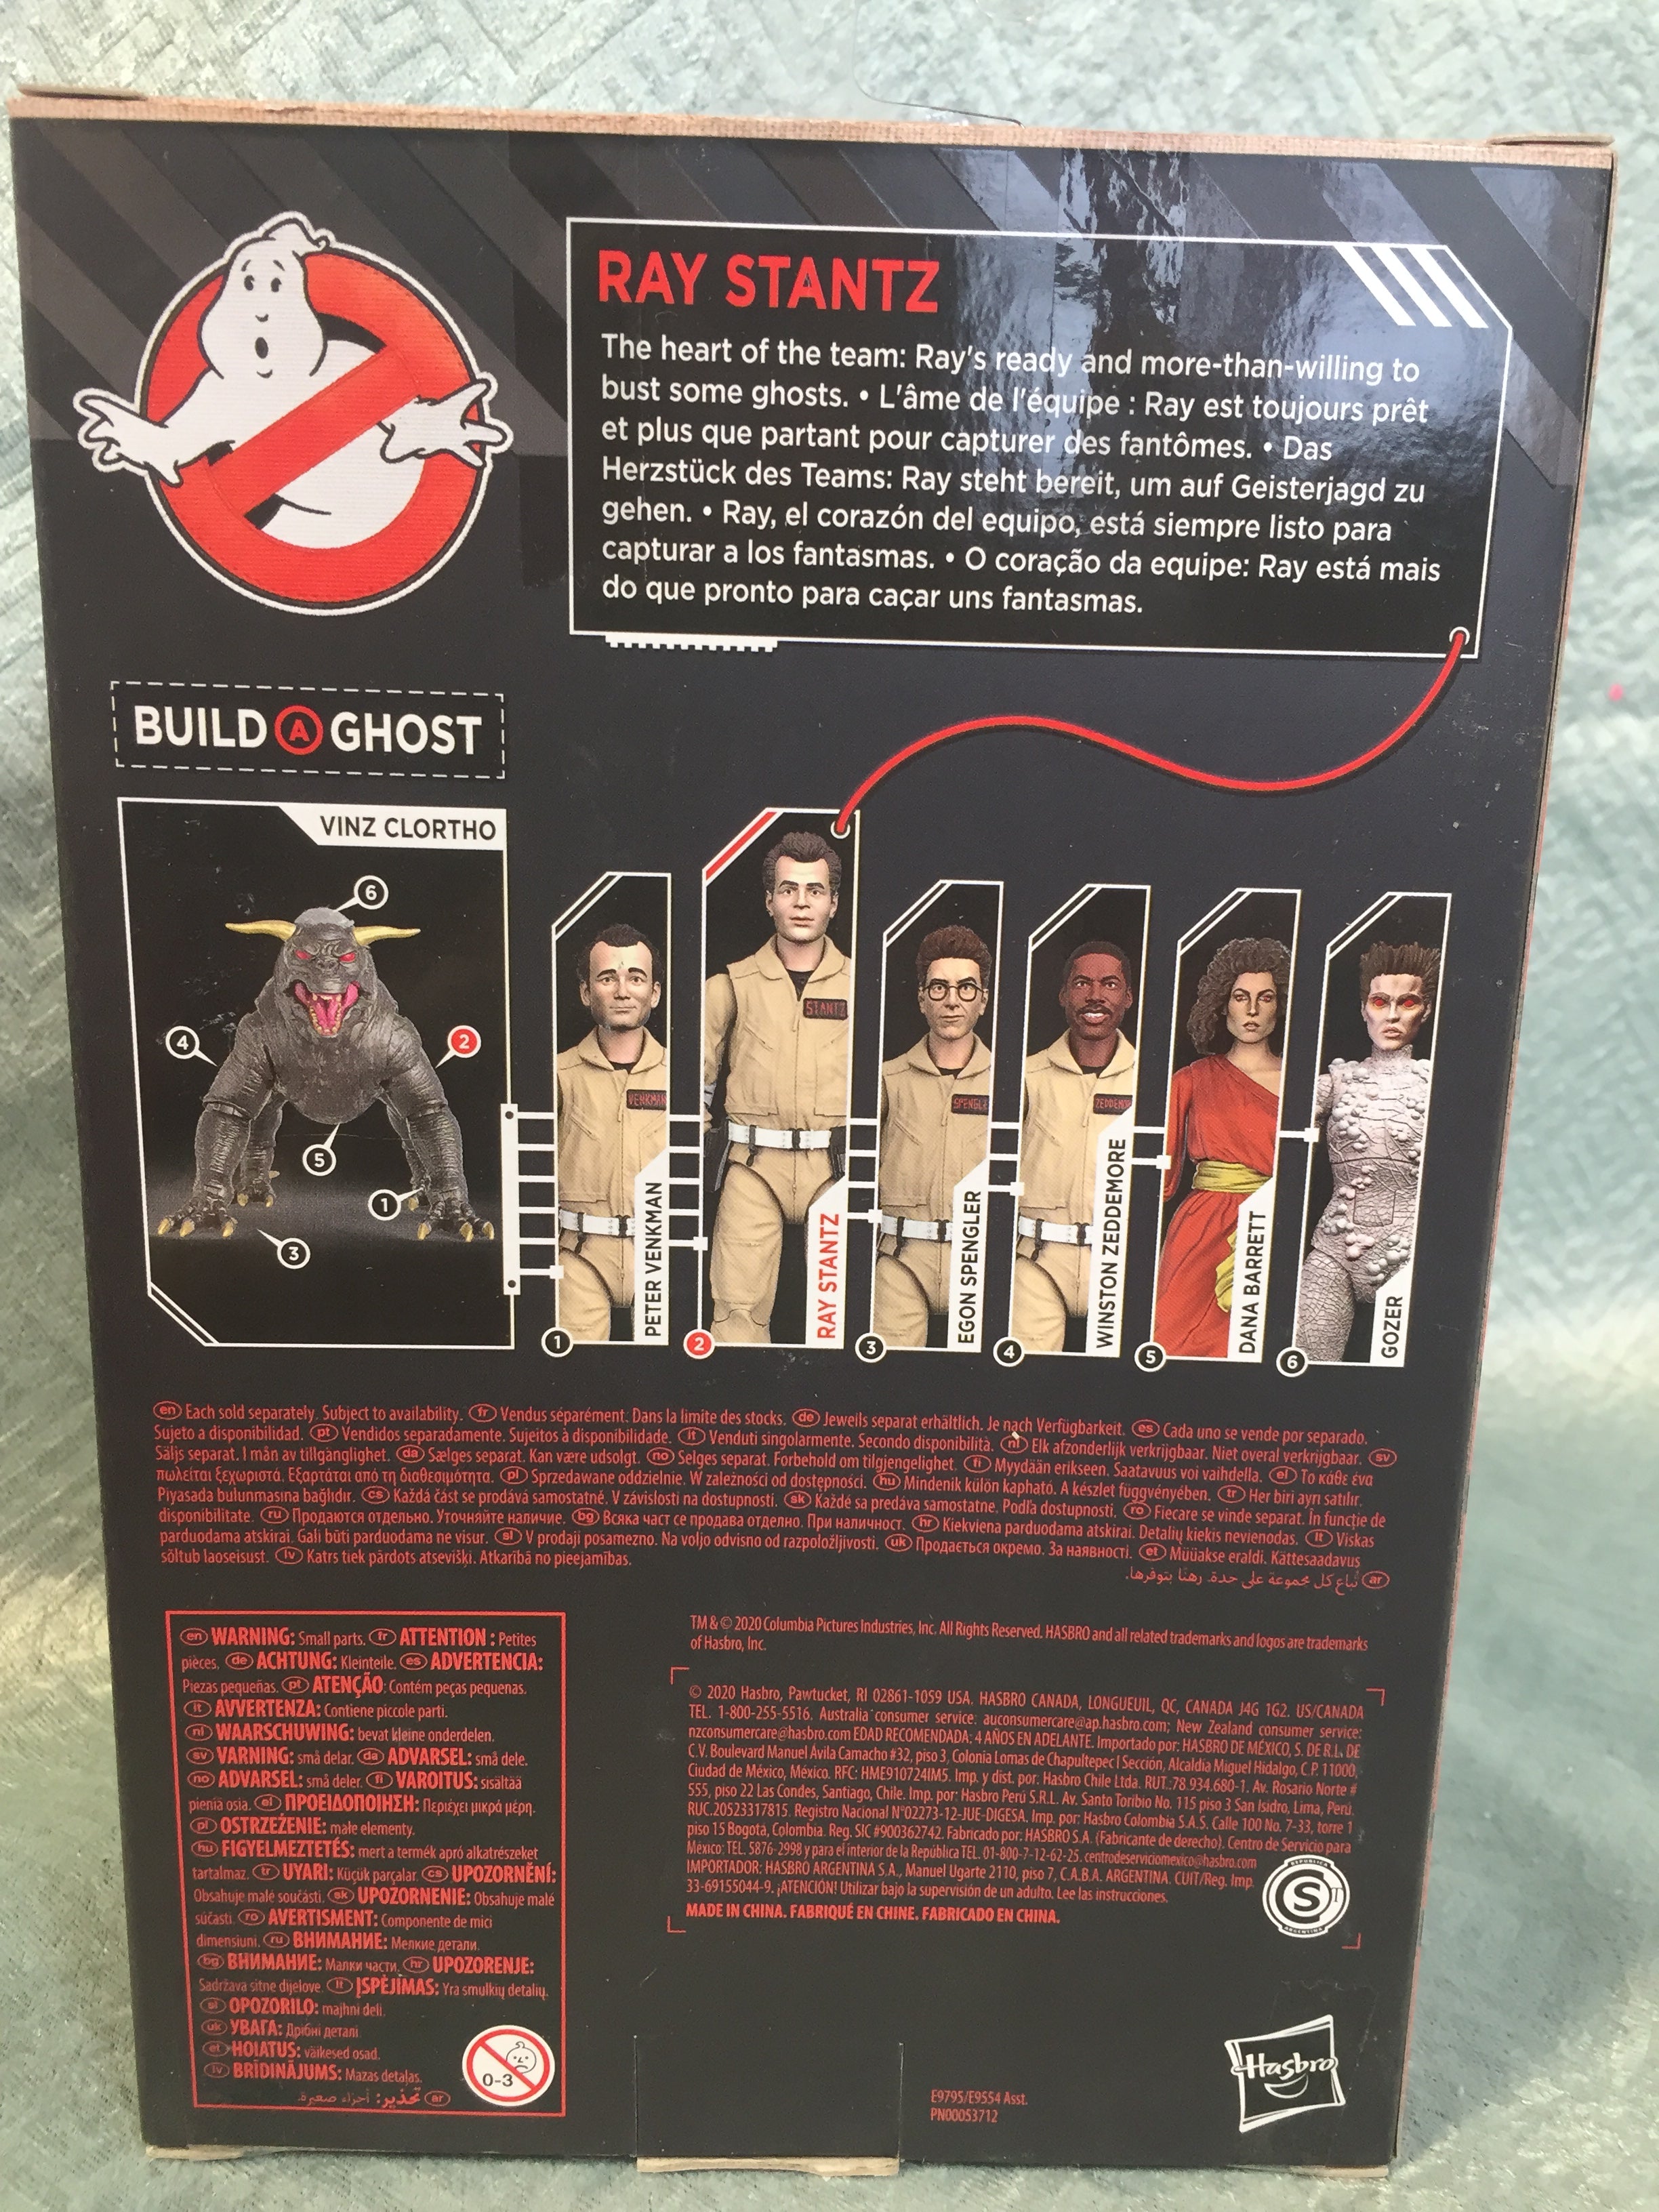 RAY STANTZ
The heart of the team: Ray's ready and more-than-willing to
bust some ghosts. • L'âme de l'équipe : Ray est toujours prêt
et plus que partant pour capturer des fantômes. • Das
Herzstück des Teams: Ray steht bereit, um auf Geisterjagd zu
gehen. • Ray, el corazón del equipo, está siempre listo para
capturar a los fantasmas. • O coração da equipe: Ray está mais
do que pronto para caçar uns fantasmas.
BUILD A GHOST
VINZ CLORTHO
6
4
2
5
1
3
VENKMAN
STANTZ
SPENGLE
ZEDDEMOR
PETER VENKMAN
RAY STANTZ
EGON SPENGLER
WINSTON ZEDDEMORE
DANA BARRETT
GOZER
1
2
3
4
5
6
en Each sold separately. Subject to availability. fr Vendus séparément. Dans la limite des stocks. de Jeweils separat erhältlich. Je nach Verfügbarkeit. es Cada uno se vende por separado.
Sujeto a disponibilidad. pt Vendidos separadamente. Sujeitos à disponibilidade. it Venduti singolarmente. Secondo disponibilità. nl Elk afzonderlijk verkrijgbaar. Niet overal verkrijgbaar. sv
Säljs separat. I mån av tillgänglighet. da Sælges separat. Kan være udsolgt. no Selges separat. Forbehold om tilgjengelighet. fi Myydään erikseen. Saatavuus voi vaihdella. el Το κάθε ένα
πωλείται ξεχωριστά. Εξαρτάται από τη διαθεσιμότητα. pl Sprzedawane oddzielnie. W zależności od dostępności. hu Mindenik külön kapható. A készlet függvényében. tr Her biri ayrı satılır.
Piyasada bulunmasına bağlıdır. cs Každá část se prodává samostatně. V závislosti na dostupnosti. sk Každé sa predáva samostatne. Podľa dostupnosti. ro Fiecare se vinde separat. În funcție de
disponibilitate. ru Продаются отдельно. Уточняйте наличие. bg Всяка част се продава отделно. При наличност. hr Kiekviena parduodama atskirai. Detalių kiekis nevienodas. lt Viskas
parduodama atskirai. Gali būti parduodama ne visur. sl V prodaji posamezno. Na voljo odvisno od razpoložljivosti. uk Продається окремо. За наявності. et Müüakse eraldi. Kättesaadavus
sõltub laoseisust. lv Katrs tiek pārdots atsevišķi. Atkarībā no pieejamības.
ar تباع كل مجموعة على حدة. رهنًا بتوفرها.
en WARNING: Small parts. fr ATTENTION : Petites
pièces. de ACHTUNG: Kleinteile. es ADVERTENCIA:
Piezas pequeñas. pt ATENÇÃO: Contém peças pequenas.
it AVVERTENZA: Contiene piccole parti.
nl WAARSCHUWING: bevat kleine onderdelen.
sv VARNING: små delar. da ADVARSEL: små dele.
no ADVARSEL: små deler. fi VAROITUS: sisältää
pieniä osia. el ΠΡΟΕΙΔΟΠΟΙΗΣΗ: Περιέχει μικρά μέρη.
pl OSTRZEŻENIE: małe elementy.
hu FIGYELMEZTETÉS: mert a termék apró alkatrészeket
tartalmaz. tr UYARI: Küçük parçalar. cs UPOZORNĚNÍ:
Obsahuje malé součásti. sk UPOZORNENIE: Obsahuje malé
súčasti. ro AVERTISMENT: Componente de mici
dimensiuni. ru ВНИМАНИЕ: Мелкие детали.
bg ВНИМАНИЕ: Малки части. hr UPOZORENJE:
Sadržava sitne dijelove. lt ĮSPĖJIMAS: Yra smulkių detalių.
sl OPOZORILO: majhni deli.
uk УВАГА: Дрібні деталі.
et HOIATUS: väikesed osad.
lv BRĪDINĀJUMS: Mazas detaļas.
ar تحذير: أجزاء صغيرة.
0-3
TM & © 2020 Columbia Pictures Industries, Inc. All Rights Reserved. HASBRO and all related trademarks and logos are trademarks
of Hasbro, Inc.
© 2020 Hasbro, Pawtucket, RI 02861-1059 USA. HASBRO CANADA, LONGUEUIL, QC, CANADA J4G 1G2. US/CANADA
TEL. 1-800-255-5516. Australia consumer service: auconsumercare@ap.hasbro.com; New Zealand consumer service:
nzconsumercare@hasbro.com EDAD RECOMENDADA: 4 AÑOS EN ADELANTE. Importado por: HASBRO DE MÉXICO, S. DE R.L. DE
C.V. Boulevard Manuel Ávila Camacho #32, piso 3, Colonia Lomas de Chapultepec I Sección, Alcaldía Miguel Hidalgo, C.P. 11000,
Ciudad de México, México. RFC: HME910724IM5. Imp. y dist. por: Hasbro Chile Ltda. RUT.:78.934.680-1. Av. Rosario Norte #
555, piso 22 Las Condes, Santiago, Chile. Imp. por: Hasbro Perú S.R.L. Av. Santo Toribio No. 115 piso 3 San Isidro, Lima, Perú.
RUC.20523317815. Registro Nacional N°02273-12-JUE-DIGESA. Imp. por: Hasbro Colombia S.A.S. Calle 100 No. 7-33, torre 1
piso 15 Bogotá, Colombia. Reg. SIC #900362742. Fabricado por: HASBRO S.A. (Fabricante de derecho). Centro de Servicio para
México: TEL. 5876-2998 y para el interior de la República TEL. 01-800-7-12-62-25. centrodeserviciomexico@hasbro.com
IMPORTADOR: HASBRO ARGENTINA S.A., Manuel Ugarte 2110, piso 7, C.A.B.A. ARGENTINA. CUIT/Reg. Imp.
33-69155044-9. ¡ATENCIÓN! Utilizar bajo la supervisión de un adulto. Lee las instrucciones.
MADE IN CHINA. FABRIQUÉ EN CHINE. FABRICADO EN CHINA.
REPUBLICA
S T
ARGENTINA
E9795/E9554 Asst.
PN00053712
Hasbro